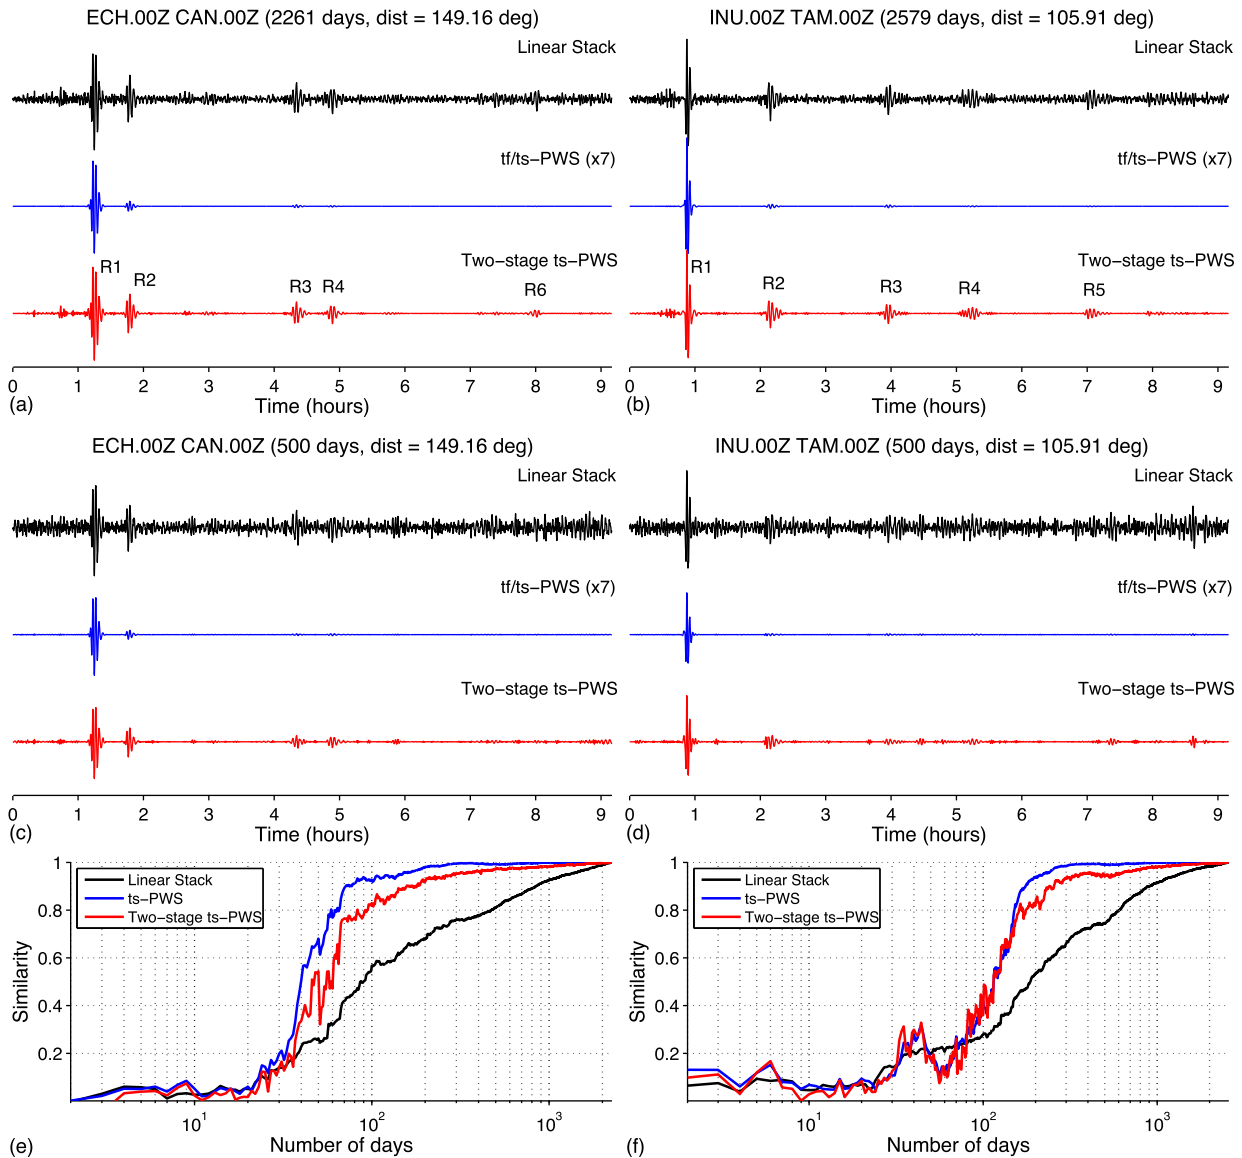 ECH.00Z CAN.00Z (2261 days, dist = 149.16 deg)
Linear Stack
tf/ts-PWS (x7)
Two-stage ts-PWS
R1
R2
R3
R4
R6
0 1 2 3 4 5 6 7 8 9
(a)
Time (hours)
INU.00Z TAM.00Z (2579 days, dist = 105.91 deg)
Linear Stack
tf/ts-PWS (x7)
Two-stage ts-PWS
R1
R2
R3
R4
R5
0 1 2 3 4 5 6 7 8 9
(b)
Time (hours)
ECH.00Z CAN.00Z (500 days, dist = 149.16 deg)
Linear Stack
tf/ts-PWS (x7)
Two-stage ts-PWS
0 1 2 3 4 5 6 7 8 9
(c)
Time (hours)
INU.00Z TAM.00Z (500 days, dist = 105.91 deg)
Linear Stack
tf/ts-PWS (x7)
Two-stage ts-PWS
0 1 2 3 4 5 6 7 8 9
(d)
Time (hours)
1
0.8
0.6
0.4
0.2
Similarity
Linear Stack
ts-PWS
Two-stage ts-PWS
10^1 10^2 10^3
(e)
Number of days
1
0.8
0.6
0.4
0.2
Similarity
Linear Stack
ts-PWS
Two-stage ts-PWS
10^1 10^2 10^3
(f)
Number of days